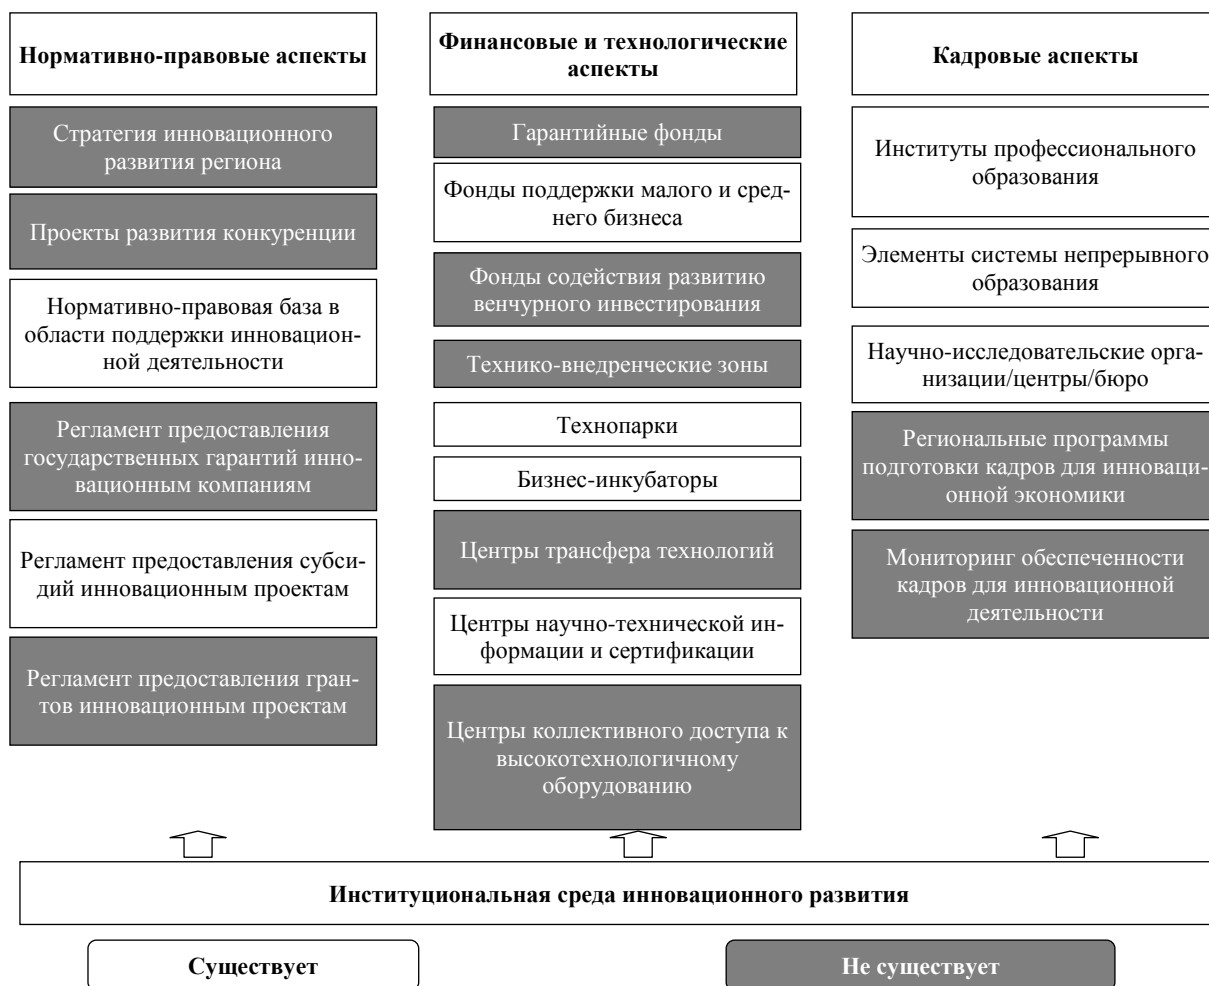 Нормативно-правовые аспекты
Стратегия инновационного
развития региона
Проекты развития конкуренции
Нормативно-правовая база в
области поддержки инновацион-
ной деятельности
Регламент предоставления
государственных гарантий инно-
вационным компаниям
Регламент предоставления субси-
дий инновационным проектам
Регламент предоставления гран-
тов инновационным проектам
Финансовые и технологические
аспекты
Гарантийные фонды
Фонды поддержки малого и сред-
него бизнеса
Фонды содействия развитию
венчурного инвестирования
Технико-внедренческие зоны
Технопарки
Бизнес-инкубаторы
Центры трансфера технологий
Центры научно-технической ин-
формации и сертификации
Центры коллективного доступа к
высокотехнологичному
оборудованию
Кадровые аспекты
Институты профессионального
образования
Элементы системы непрерывного
образования
Научно-исследовательские орга-
низации/центры/бюро
Региональные программы
подготовки кадров для инноваци-
онной экономики
Мониторинг обеспеченности
кадров для инновационной
деятельности
Институциональная среда инновационного развития
Существует
Не существует